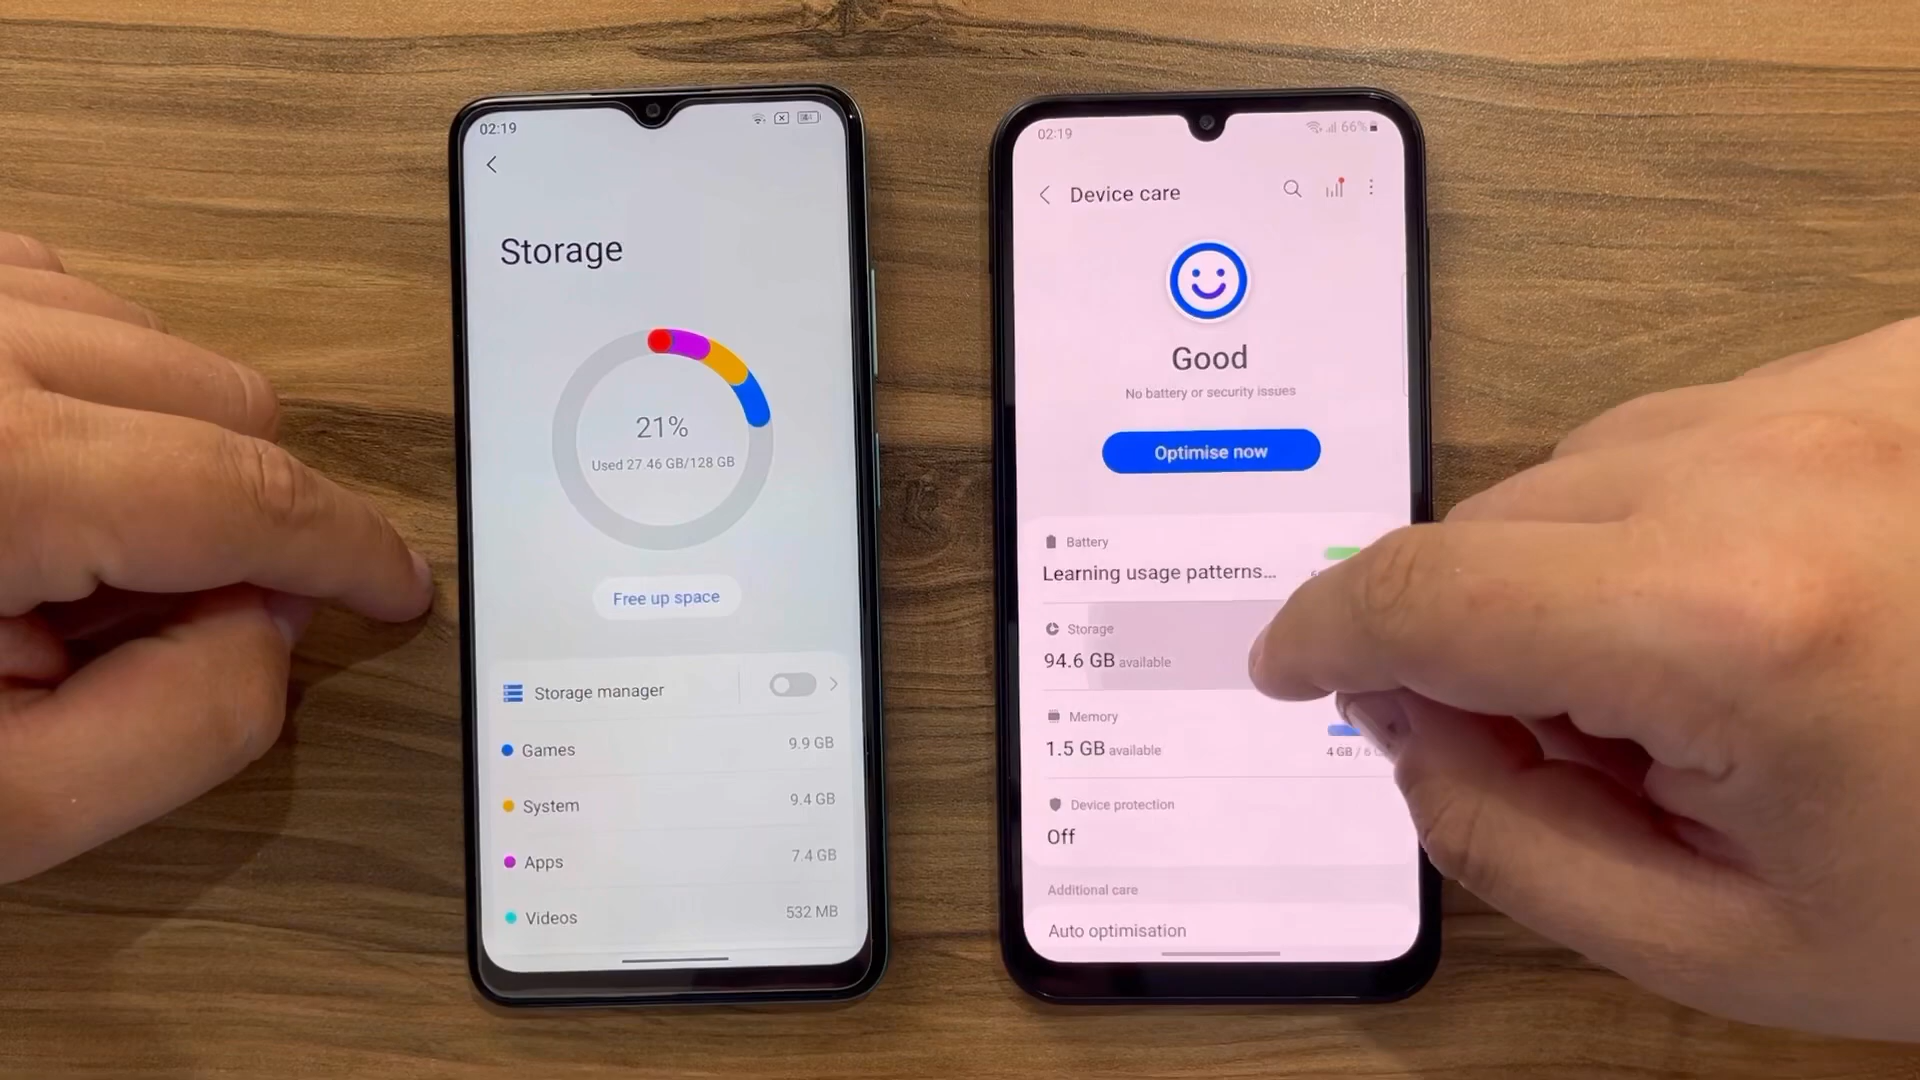 02:19
Storage
21%
Used 27.46 GB/128 GB
Free up space
Storage manager
Games
9.9 GB
System
9.4 GB
Apps
7.4 GB
Videos
532 MB
02:19
66%
Device care
Good
No battery or security issues
Optimise now
Battery
Learning usage patterns...
Storage
94.6 GB available
Memory
1.5 GB available
4 GB / 6
Device protection
Off
Additional care
Auto optimisation